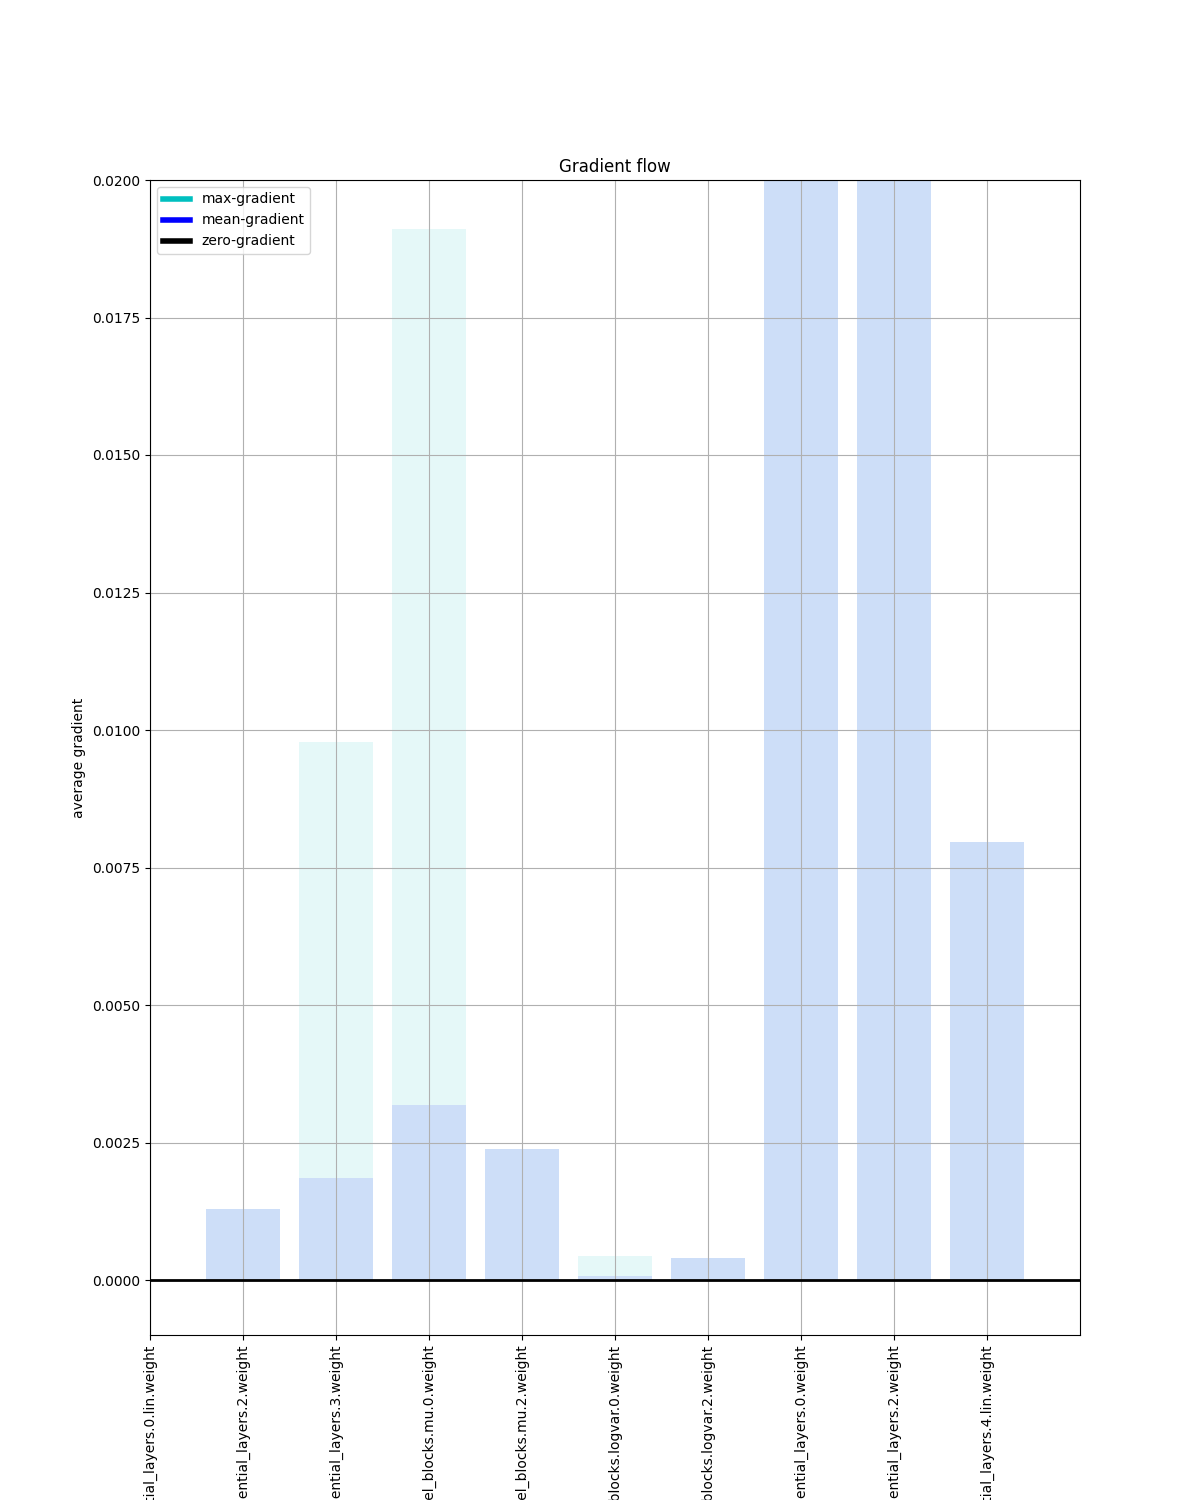 Gradient flow
max-gradient
mean-gradient
zero-gradient
0.0200
0.0175
0.0150
0.0125
0.0100
0.0075
0.0050
0.0025
0.0000
average gradient
tial_layers.0.lin.weight
ential_layers.2.weight
ential_layers.3.weight
el_blocks.mu.0.weight
el_blocks.mu.2.weight
blocks.logvar.0.weight
blocks.logvar.2.weight
ential_layers.0.weight
ential_layers.2.weight
tial_layers.4.lin.weight